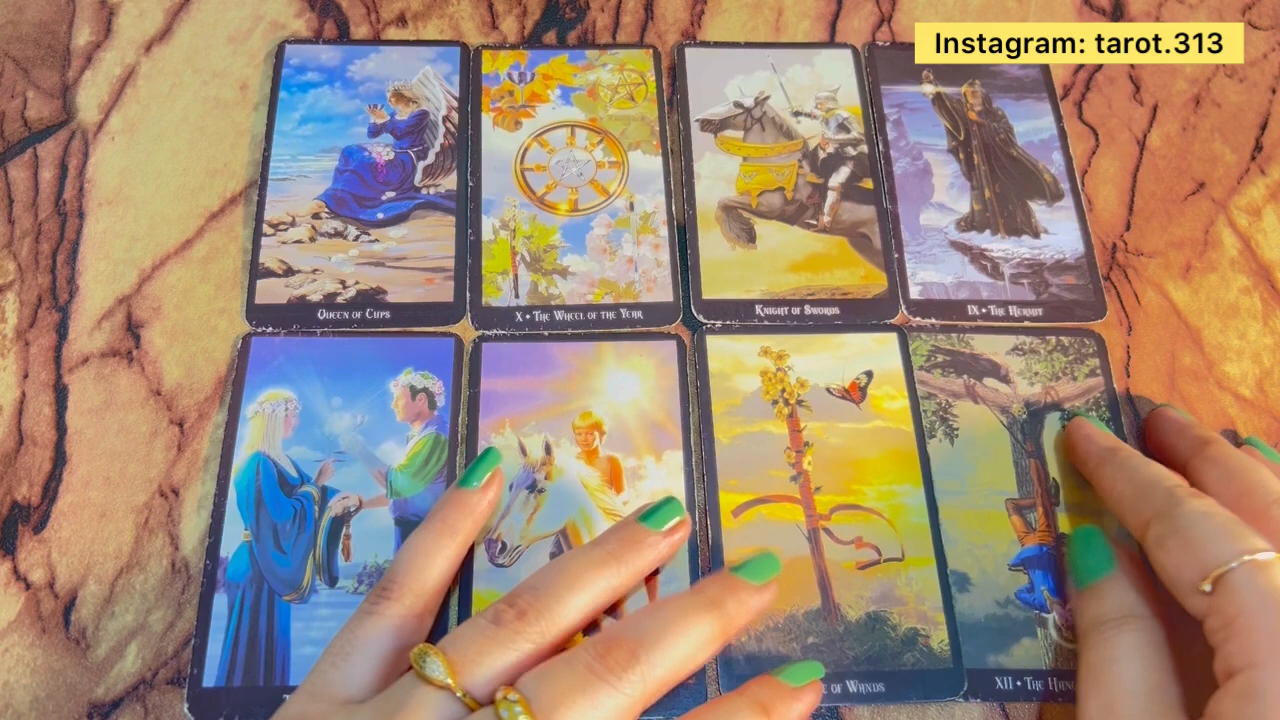 Instagram: tarot.313
Queen of Cups
X • The Wheel of the Year
Knight of Swords
IX • The Hermit
of Wands
XII • The